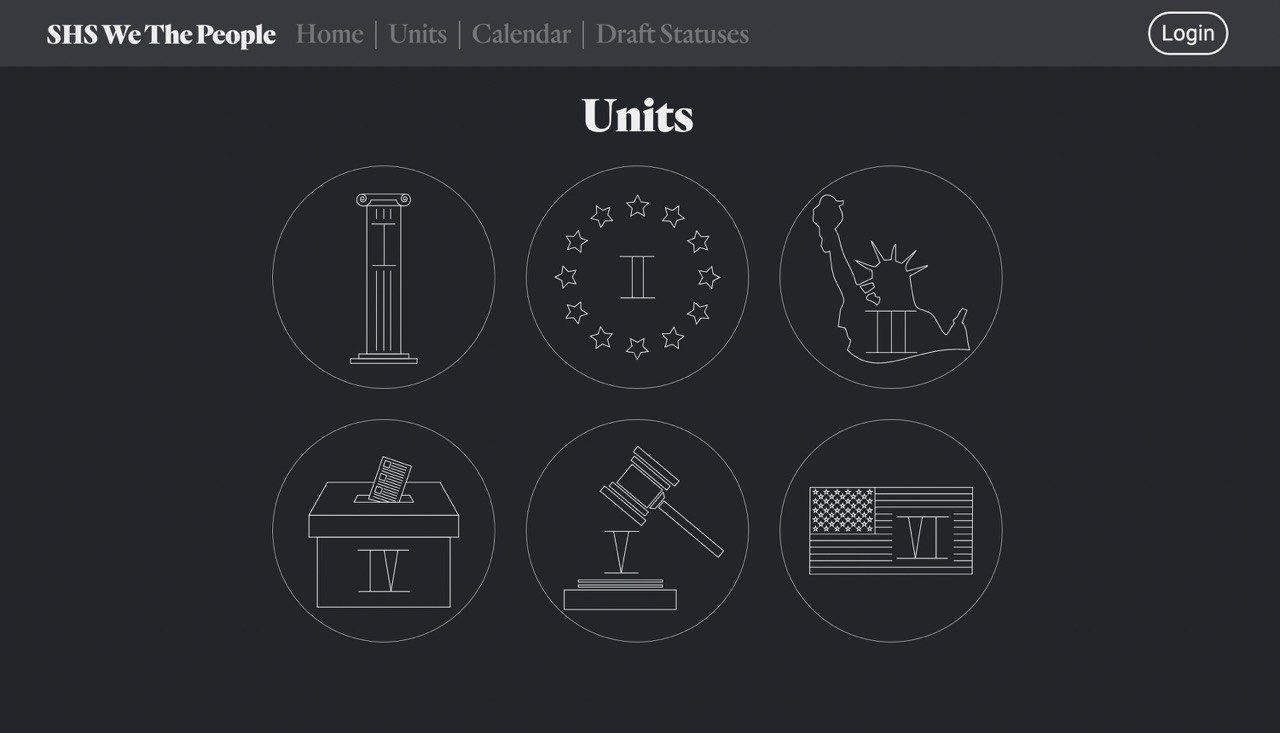 SHS We The People Home Units Calendar Draft Statuses Login
Units
I II III
IV V VI